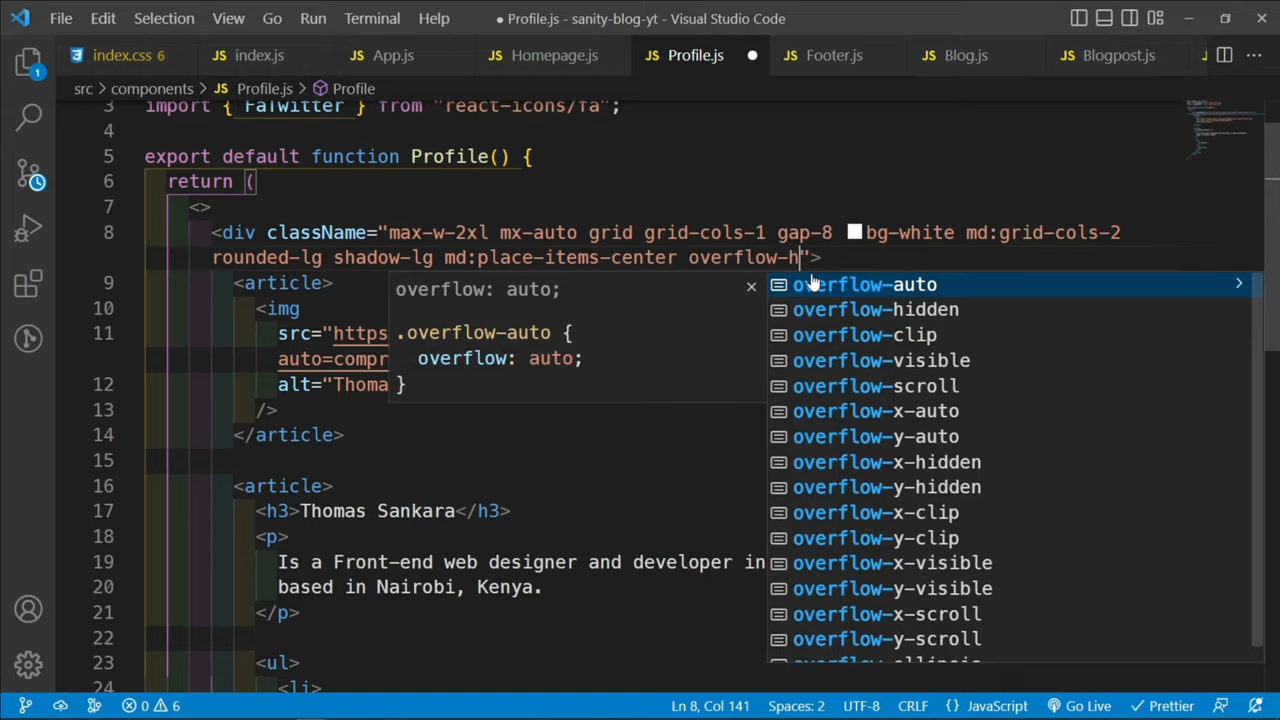 File Edit Selection View Go Run Terminal Help ● Profile.js - sanity-blog-yt - Visual Studio Code
index.css 6 JS index.js JS App.js JS Homepage.js JS Profile.js ● JS Footer.js JS Blog.js JS Blogpost.js
src > components > JS Profile.js > Profile
3 import { FaTwitter } from "react-icons/fa";
4
5 export default function Profile() {
6 return (
7 <>
8 <div className="max-w-2xl mx-auto grid grid-cols-1 gap-8 bg-white md:grid-cols-2
rounded-lg shadow-lg md:place-items-center overflow-h">
9 <article>
10 <img
11 src="https
auto=compr
12 alt="Thoma
13 />
14 </article>
15
16 <article>
17 <h3>Thomas Sankara</h3>
18 <p>
19 Is a Front-end web designer and developer in
20 based in Nairobi, Kenya.
21 </p>
22
23 <ul>
24 <li>
overflow: auto;
.overflow-auto {
overflow: auto;
}
overflow-auto
overflow-hidden
overflow-clip
overflow-visible
overflow-scroll
overflow-x-auto
overflow-y-auto
overflow-x-hidden
overflow-y-hidden
overflow-x-clip
overflow-y-clip
overflow-x-visible
overflow-y-visible
overflow-x-scroll
overflow-y-scroll
1
0 6 Ln 8, Col 141 Spaces: 2 UTF-8 CRLF {} JavaScript Go Live Prettier